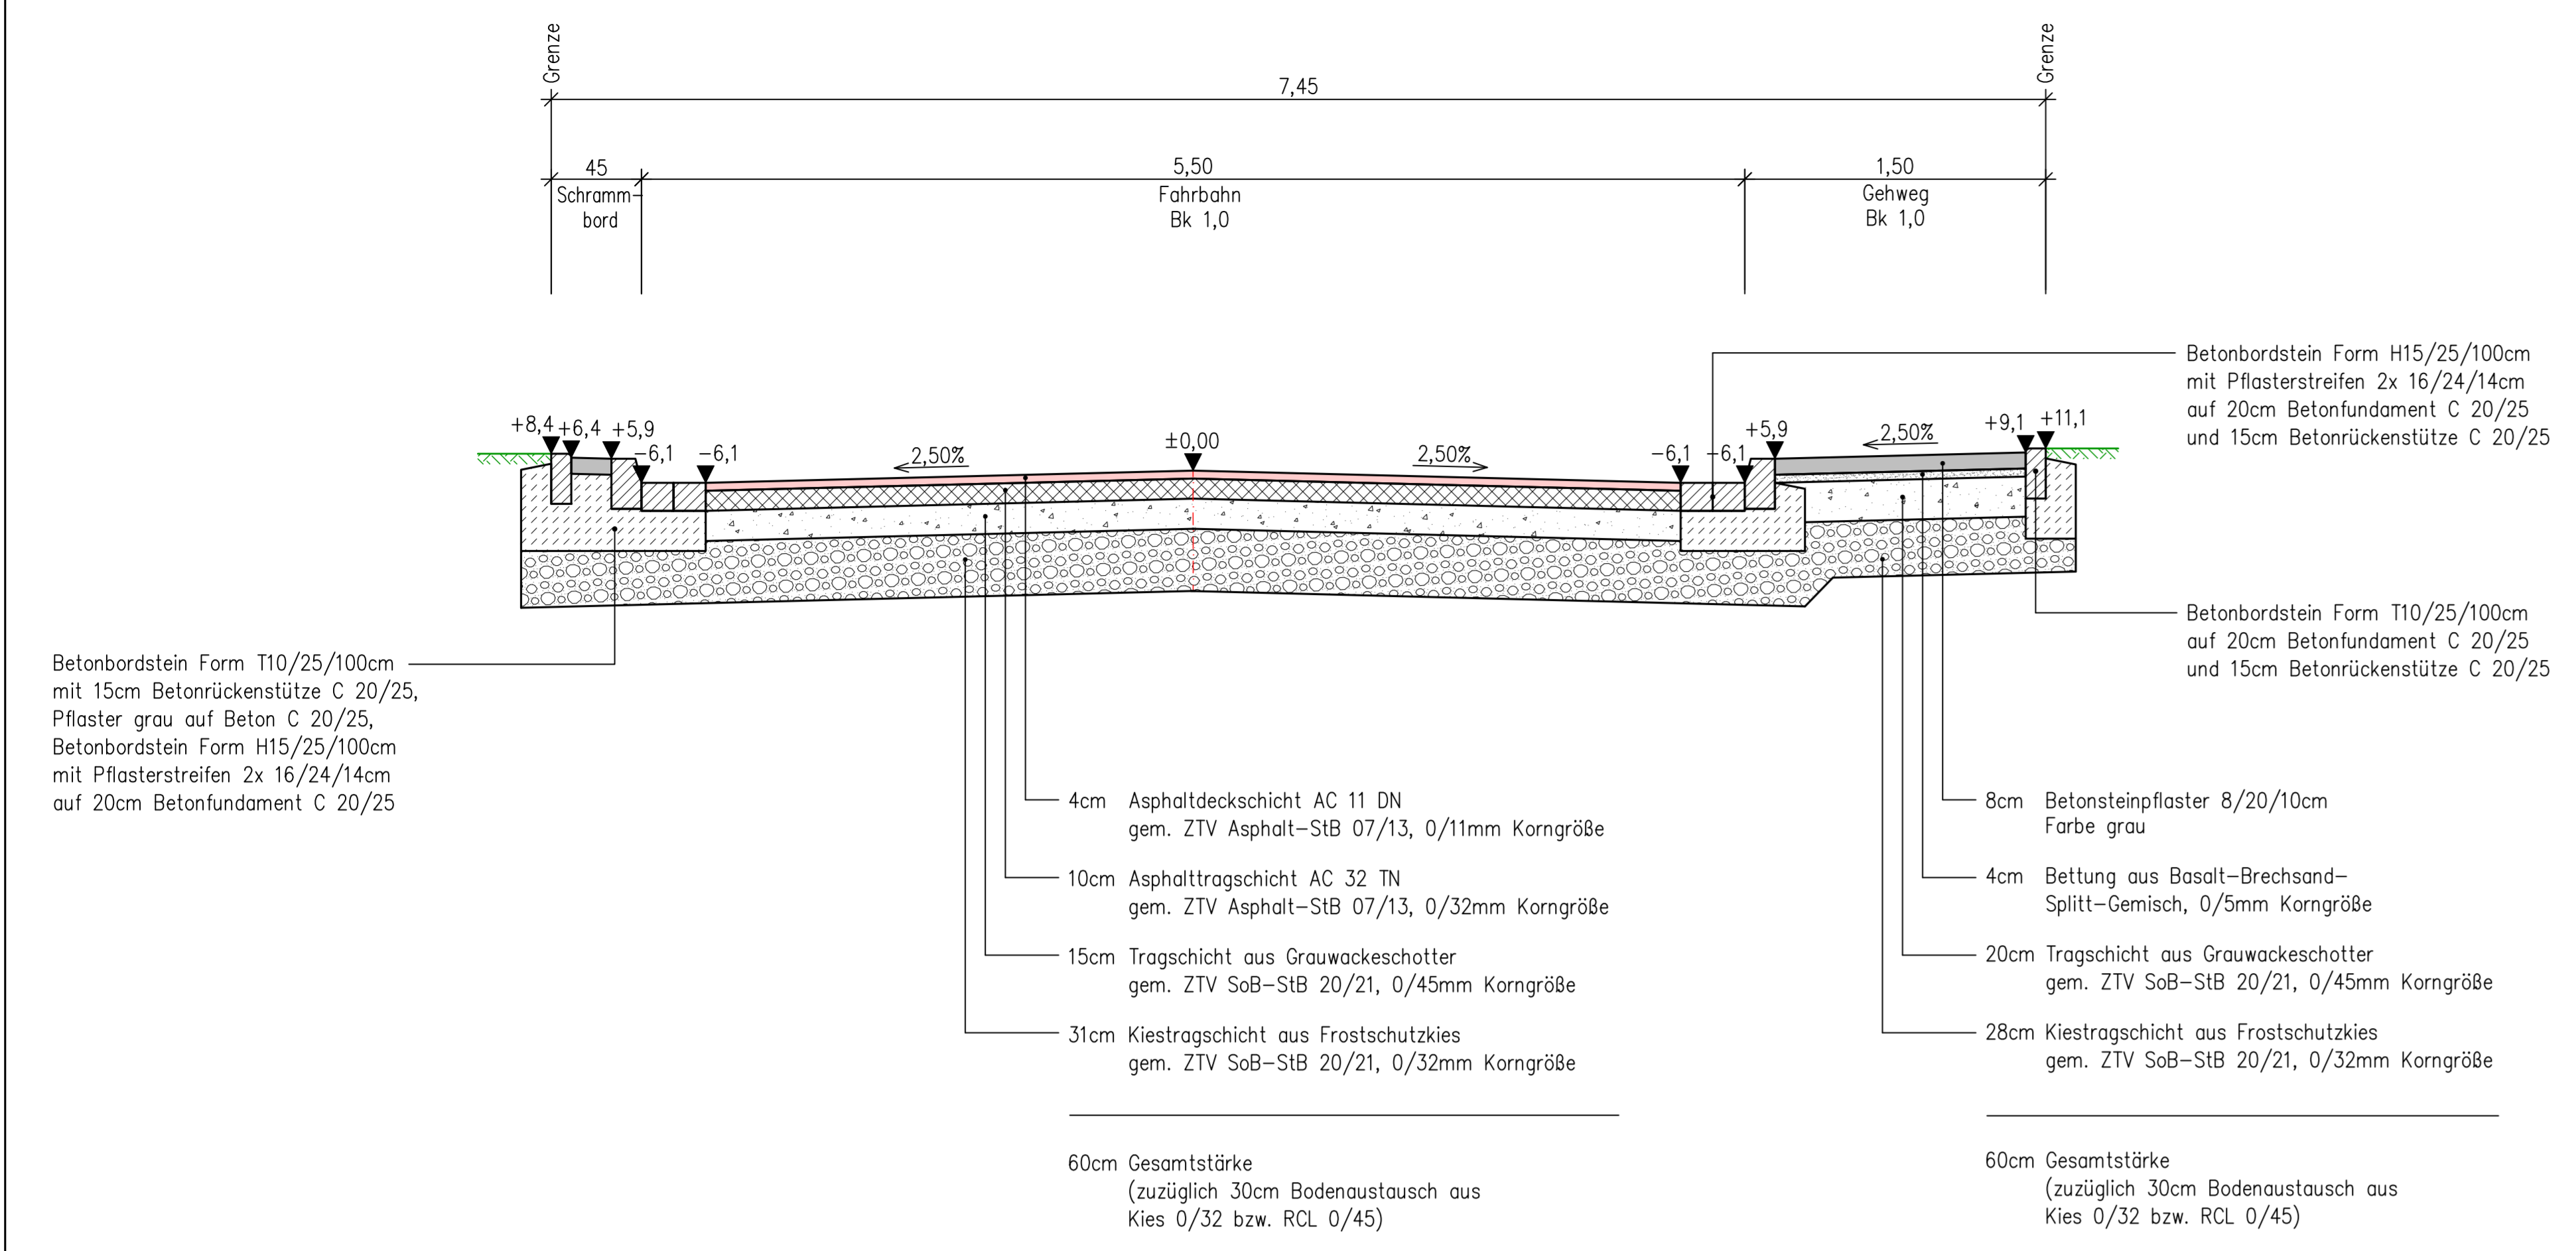 Grenze
Grenze
7,45
45
5,50
1,50
Schramm-
bord
Fahrbahn
Bk 1,0
Gehweg
Bk 1,0
Betonbordstein Form H15/25/100cm
mit Pflasterstreifen 2x 16/24/14cm
auf 20cm Betonfundament C 20/25
und 15cm Betonrückenstütze C 20/25
+8,4
+6,4
+5,9
-6,1
-6,1
2,50%
±0,00
2,50%
-6,1
-6,1
+5,9
2,50%
+9,1
+11,1
Betonbordstein Form T10/25/100cm
auf 20cm Betonfundament C 20/25
und 15cm Betonrückenstütze C 20/25
Betonbordstein Form T10/25/100cm
mit 15cm Betonrückenstütze C 20/25,
Pflaster grau auf Beton C 20/25,
Betonbordstein Form H15/25/100cm
mit Pflasterstreifen 2x 16/24/14cm
auf 20cm Betonfundament C 20/25
4cm Asphaltdeckschicht AC 11 DN
gem. ZTV Asphalt-StB 07/13, 0/11mm Korngröße
10cm Asphalttragschicht AC 32 TN
gem. ZTV Asphalt-StB 07/13, 0/32mm Korngröße
15cm Tragschicht aus Grauwackeschotter
gem. ZTV SoB-StB 20/21, 0/45mm Korngröße
31cm Kiestragschicht aus Frostschutzkies
gem. ZTV SoB-StB 20/21, 0/32mm Korngröße
60cm Gesamtstärke
(zuzüglich 30cm Bodenaustausch aus
Kies 0/32 bzw. RCL 0/45)
8cm Betonsteinpflaster 8/20/10cm
Farbe grau
4cm Bettung aus Basalt-Brechsand-
Splitt-Gemisch, 0/5mm Korngröße
20cm Tragschicht aus Grauwackeschotter
gem. ZTV SoB-StB 20/21, 0/45mm Korngröße
28cm Kiestragschicht aus Frostschutzkies
gem. ZTV SoB-StB 20/21, 0/32mm Korngröße
60cm Gesamtstärke
(zuzüglich 30cm Bodenaustausch aus
Kies 0/32 bzw. RCL 0/45)